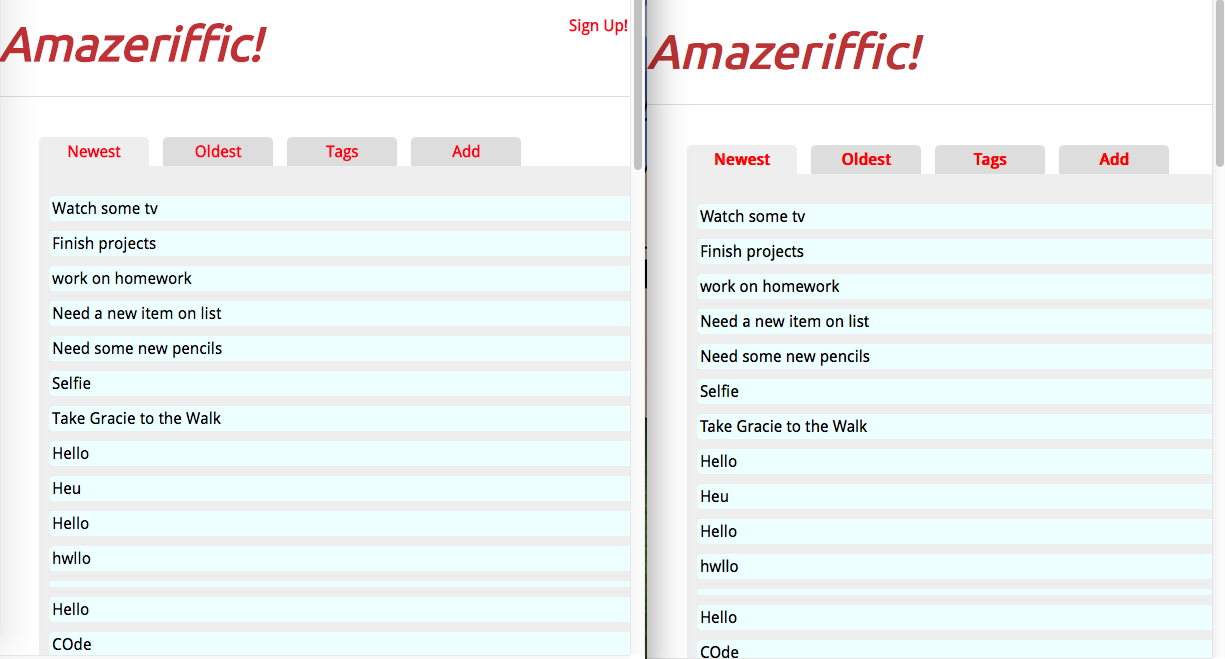 Amazeriffic!
Sign Up!
Newest Oldest Tags Add
Watch some tv
Finish projects
work on homework
Need a new item on list
Need some new pencils
Selfie
Take Gracie to the Walk
Hello
Heu
Hello
hwllo
Hello
COde
Amazeriffic!
Newest Oldest Tags Add
Watch some tv
Finish projects
work on homework
Need a new item on list
Need some new pencils
Selfie
Take Gracie to the Walk
Hello
Heu
Hello
hwllo
Hello
COde